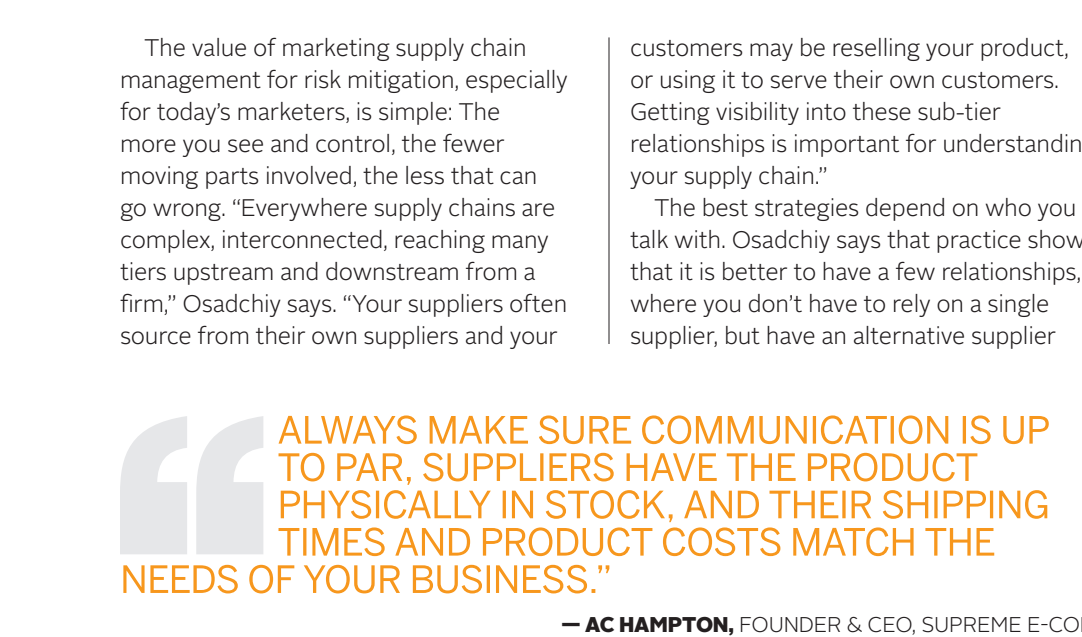 The value of marketing supply chain
management for risk mitigation, especially
for today’s marketers, is simple: The
more you see and control, the fewer
moving parts involved, the less that can
go wrong. “Everywhere supply chains are
complex, interconnected, reaching many
tiers upstream and downstream from a
firm,” Osadchiy says. “Your suppliers often
source from their own suppliers and your
customers may be reselling your product,
or using it to serve their own customers.
Getting visibility into these sub-tier
relationships is important for understandin
your supply chain.”
The best strategies depend on who you
talk with. Osadchiy says that practice show
that it is better to have a few relationships,
where you don’t have to rely on a single
supplier, but have an alternative supplier
“ALWAYS MAKE SURE COMMUNICATION IS UP
TO PAR, SUPPLIERS HAVE THE PRODUCT
PHYSICALLY IN STOCK, AND THEIR SHIPPING
TIMES AND PRODUCT COSTS MATCH THE
NEEDS OF YOUR BUSINESS.”
— AC HAMPTON, FOUNDER & CEO, SUPREME E-CO